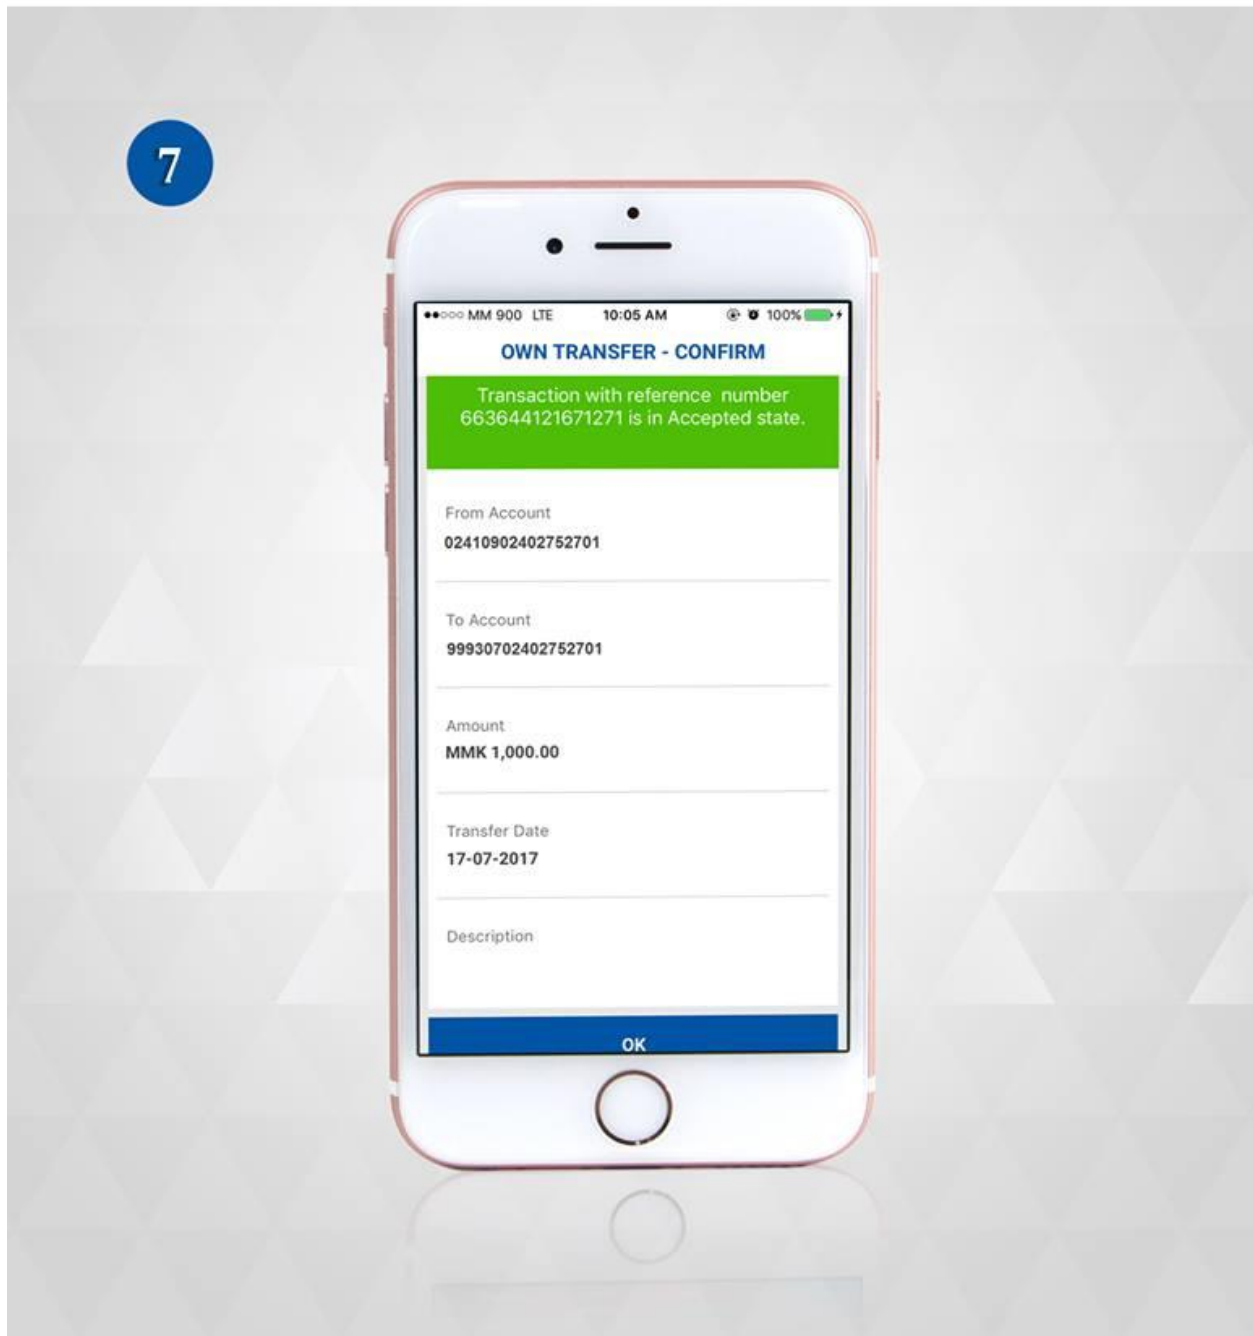 7
MM 900 LTE 10:05 AM 100%
OWN TRANSFER - CONFIRM
Transaction with reference number
663644121671271 is in Accepted state.
From Account
02410902402752701
To Account
99930702402752701
Amount
MMK 1,000.00
Transfer Date
17-07-2017
Description
OK